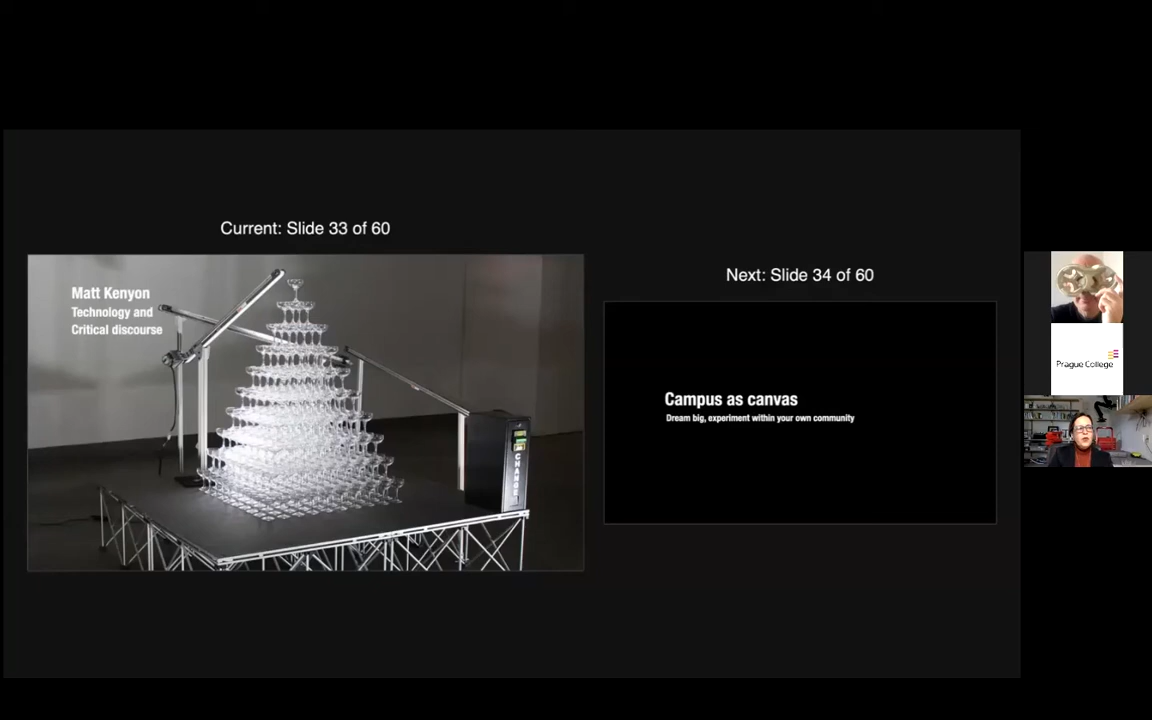 Current: Slide 33 of 60
Matt Kenyon
Technology and
Critical discourse
CHANGE
Next: Slide 34 of 60
Campus as canvas
Dream big, experiment within your own community
Prague College